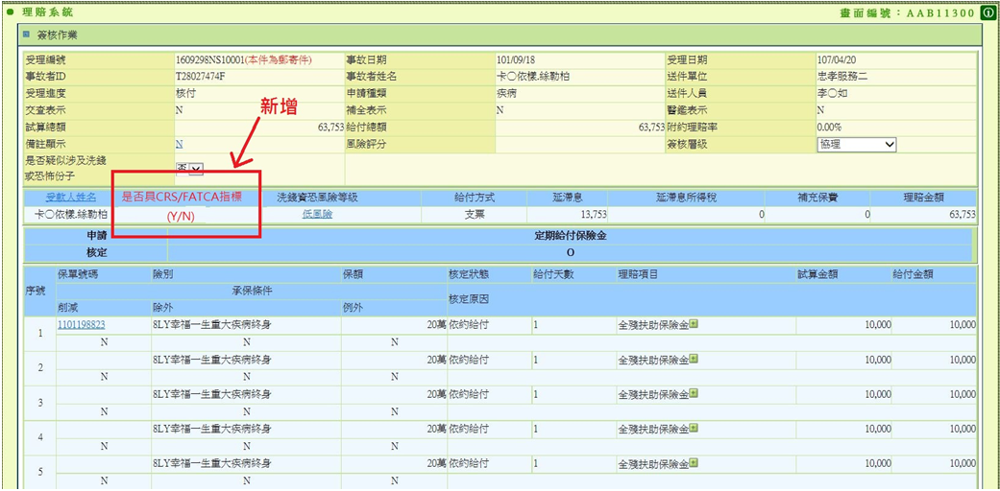 理賠系統 畫面編號：AAB11300
簽核作業
受理編號 1609298NS10001(本件為郵寄件) 事故日期 101/09/18 受理日期 107/04/20
事故者ID T28027474F 事故者姓名 卡〇依樣.絲勒柏 送件單位 忠孝服務二
受理進度 核付 申請種類 疾病 送件人員 李〇如
交查表示 N 補全表示 N 醫鑑表示 N
新增
試算總額 63,753 給付總額 63,753 附約理賠率 0.00%
備註顯示 N 風險評分 簽核層級 協理
是否疑似涉及洗錢
或恐怖份子 否
受款人姓名 是否具CRS/FATCA指標 洗錢資恐風險等級 給付方式 延滯息 延滯息所得稅 補充保費 理賠金額
(Y/N)
卡〇依樣.絲勒柏 低風險 支票 13,753 0 0 63,753
申請 定期給付保險金
核定 O
序號 保單號碼 險別 保額 核定狀態 給付天數 理賠項目 試算金額 給付金額
承保條件 核定原因
削減 除外 例外
1 1101198823 8LY幸福一生重大疾病終身 20萬 依約給付 1 全殘扶助保險金 10,000 10,000
N N N
2 8LY幸福一生重大疾病終身 20萬 依約給付 1 全殘扶助保險金 10,000 10,000
N N N
3 8LY幸福一生重大疾病終身 20萬 依約給付 1 全殘扶助保險金 10,000 10,000
N N N
4 8LY幸福一生重大疾病終身 20萬 依約給付 1 全殘扶助保險金 10,000 10,000
N N N
5 8LY幸福一生重大疾病終身 20萬 依約給付 1 全殘扶助保險金 10,000 10,000
N N N